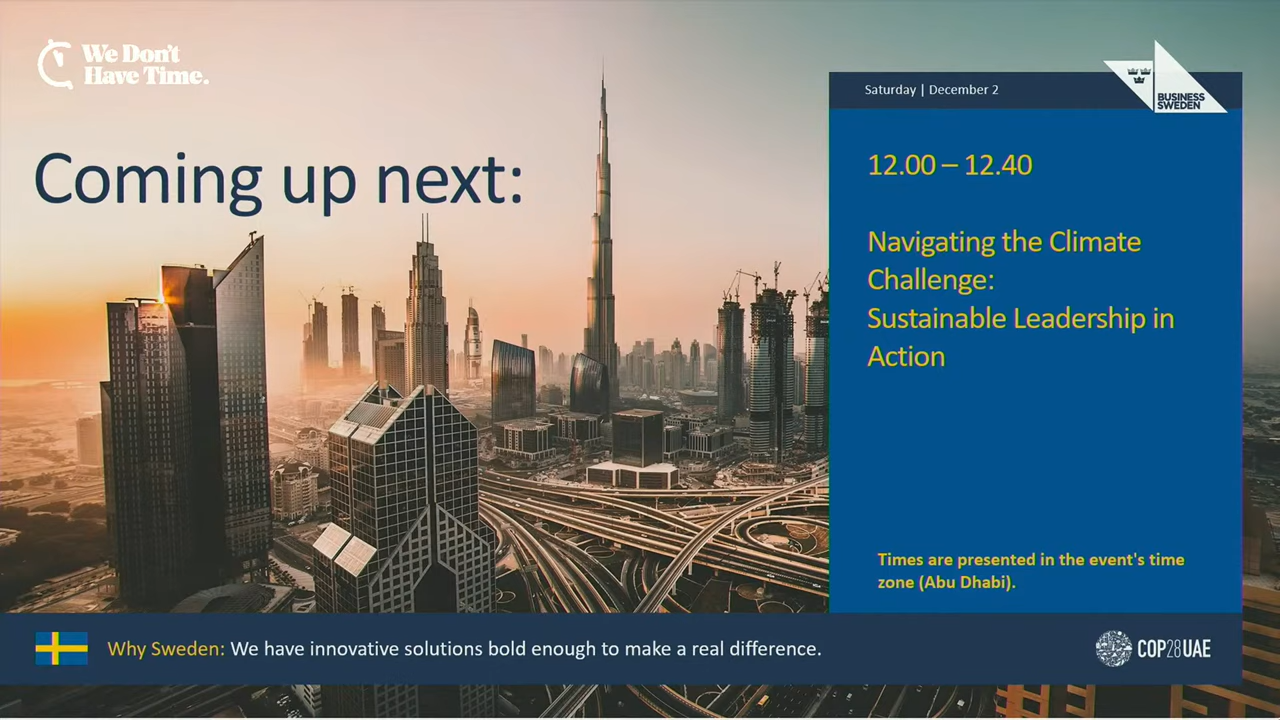 We Don't
Have Time.
Coming up next:
Saturday | December 2
BUSINESS
SWEDEN
12.00 – 12.40
Navigating the Climate
Challenge:
Sustainable Leadership in
Action
Times are presented in the event's time
zone (Abu Dhabi).
Why Sweden: We have innovative solutions bold enough to make a real difference.
COP28UAE